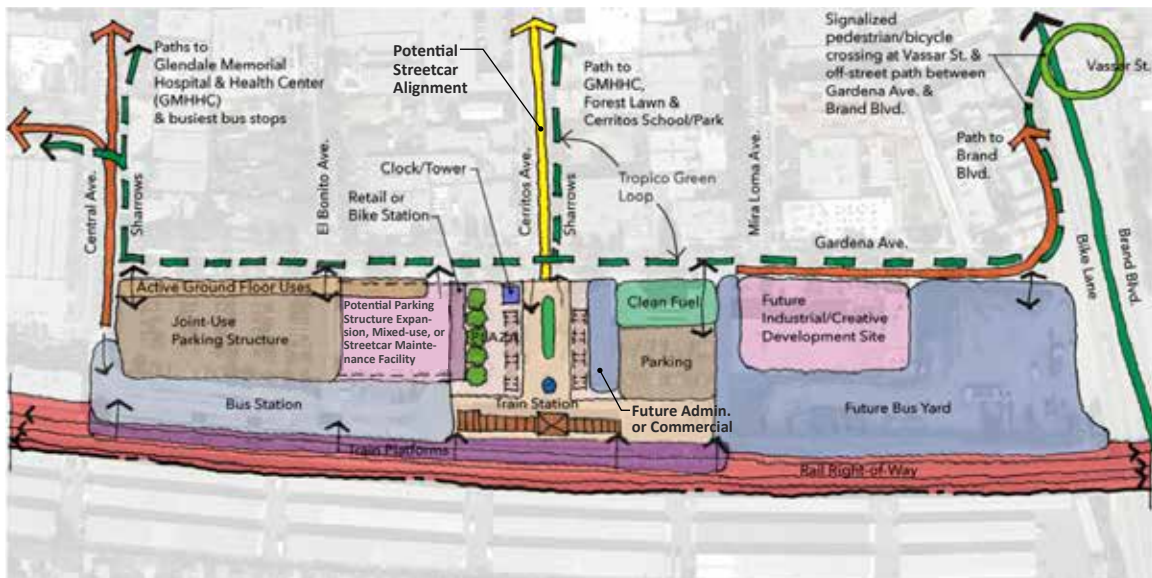 Paths to
Glendale Memorial
Hospital & Health Center
(GMHHC)
& busiest bus stops
Potential
Streetcar
Alignment
Path to
GMHHC,
Forest Lawn &
Cerritos School/Park
Signalized
pedestrian/bicycle
crossing at Vassar St. &
off-street path between
Gardena Ave. &
Brand Blvd.
Vassar St.
Path to
Brand
Blvd.
Central Ave.
Sharrows
El Bonito Ave.
Clock/Tower
Retail or
Bike Station
Cerritos Ave.
Sharrows
Tropico Green
Loop
Mira Loma Ave.
Gardena Ave.
Bike Lane
Brand Blvd.
Active Ground Floor Uses
Joint-Use
Parking Structure
Potential Parking
Structure Expan-
sion, Mixed-use, or
Streetcar Mainte-
nance Facility
PLAZA
Clean Fuel
Parking
Future
Industrial/Creative
Development Site
Bus Station
Train Station
Future Admin.
or Commercial
Future Bus Yard
Train Platforms
Rail Right-of-Way